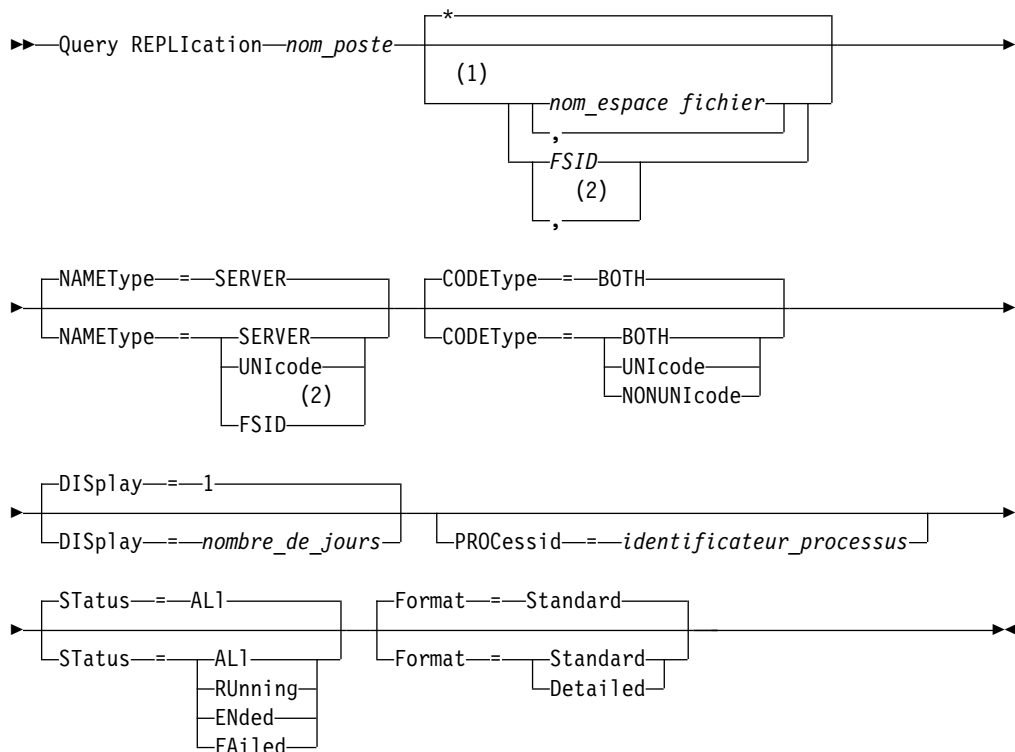 *
Query REPLIcation nom_poste
(1)
nom_espace fichier
,
FSID
(2)
,
NAMEType = SERVER CODEType = BOTH
NAMEType = SERVER CODEType = BOTH
UNIcode UNIcode
(2) NONUNIcode
FSID
DISplay = 1
DISplay = nombre_de_jours PROCessid = identificateur_processus
STatus = ALl Format = Standard
STatus = ALl Format = Standard
RUnning Detailed
ENded
FAiled